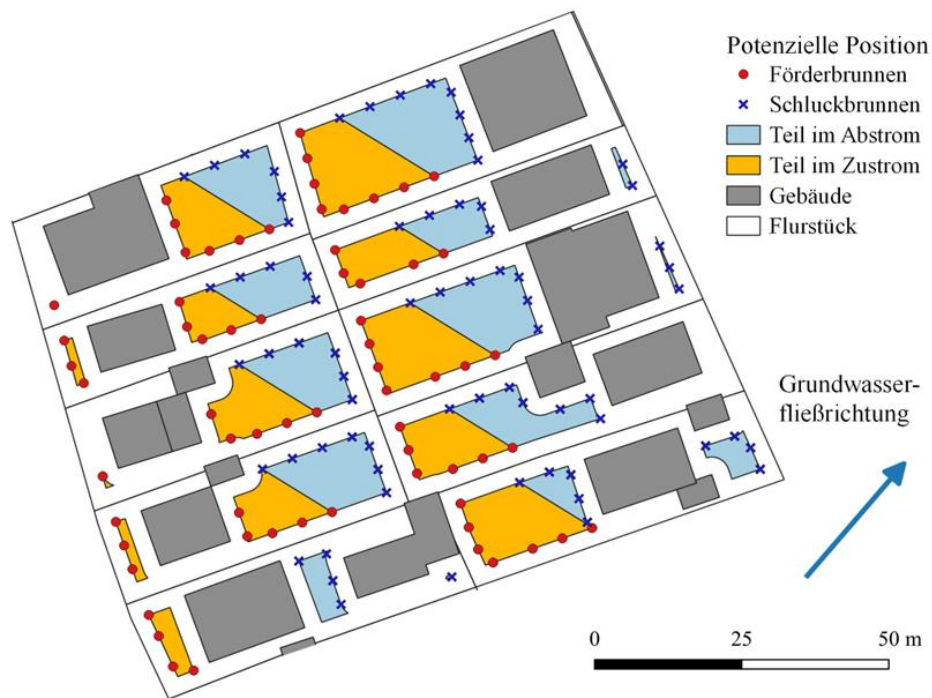 Potenzielle Position
Förderbrunnen
Schluckbrunnen
Teil im Abstrom
Teil im Zustrom
Gebäude
Flurstück
Grundwasser-
fließrichtung
0 25 50 m